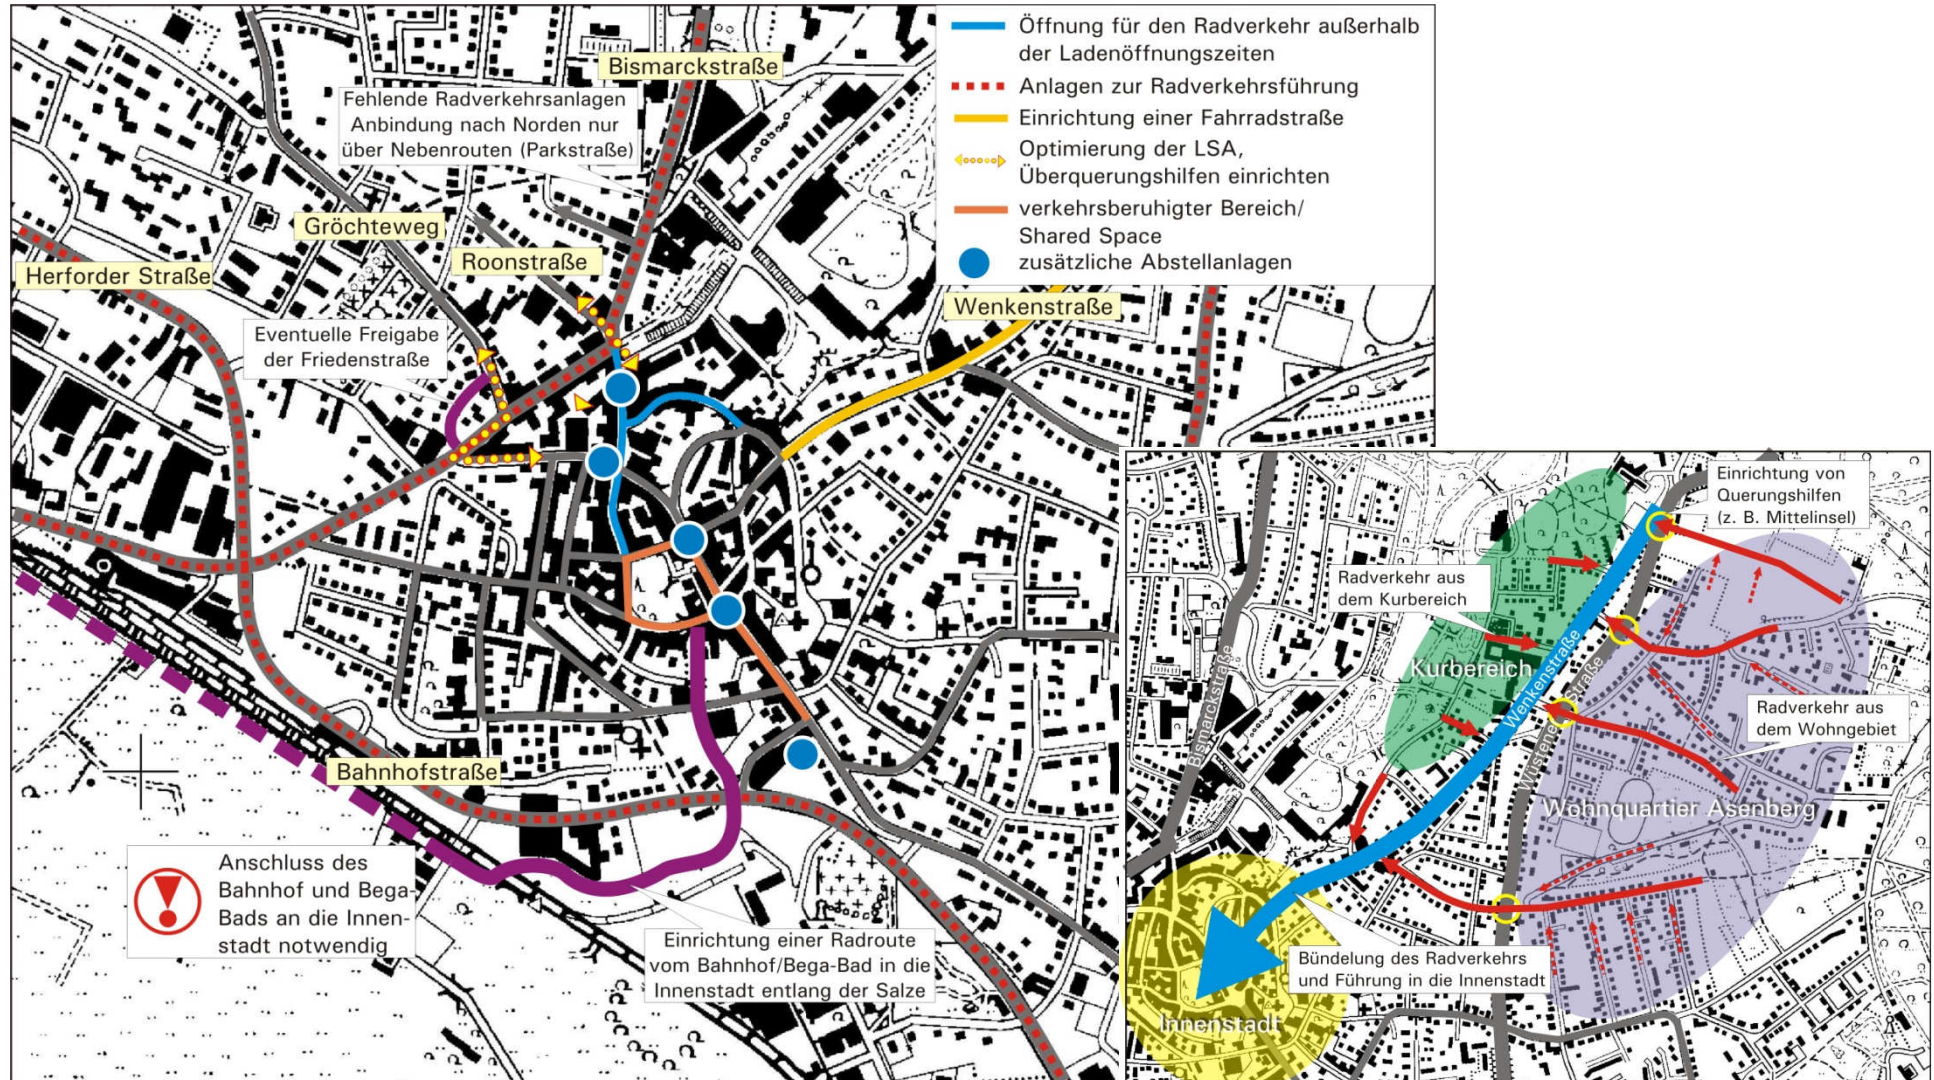 Öffnung für den Radverkehr außerhalb
der Ladenöffnungszeiten
Anlagen zur Radverkehrsführung
Einrichtung einer Fahrradstraße
Optimierung der LSA,
Überquerungshilfen einrichten
verkehrsberuhigter Bereich/
Shared Space
zusätzliche Abstellanlagen
Bismarckstraße
Fehlende Radverkehrsanlagen
Anbindung nach Norden nur
über Nebenrouten (Parkstraße)
Gröchteweg
Roonstraße
Herforder Straße
Wenkenstraße
Eventuelle Freigabe
der Friedenstraße
Bahnhofstraße
Anschluss des
Bahnhof und Bega-
Bads an die Innen-
stadt notwendig
Einrichtung einer Radroute
vom Bahnhof/Bega-Bad in die
Innenstadt entlang der Salze
Einrichtung von
Querungshilfen
(z. B. Mittelinsel)
Radverkehr aus
dem Kurbereich
Kurbereich
Wenkenstraße
Bismarckstraße
Radverkehr aus
dem Wohngebiet
Wohnquartier Asenberg
Bündelung des Radverkehrs
und Führung in die Innenstadt
Innenstadt